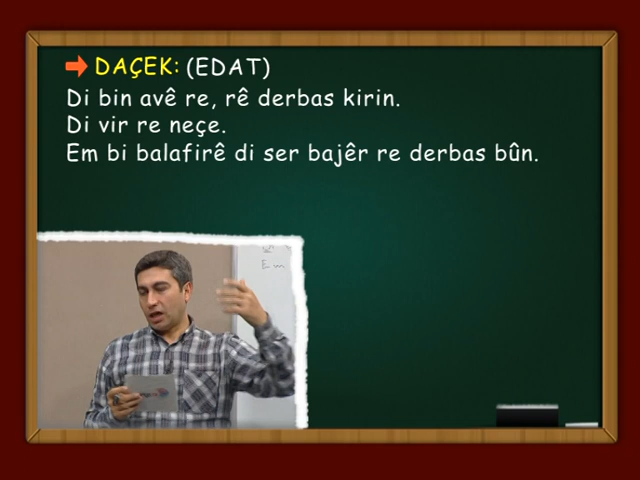 DAÇEK: (EDAT)
Di bin avê re, rê derbas kirin.
Di vir re neçe.
Em bi balafirê di ser bajêr re derbas bûn.
Em